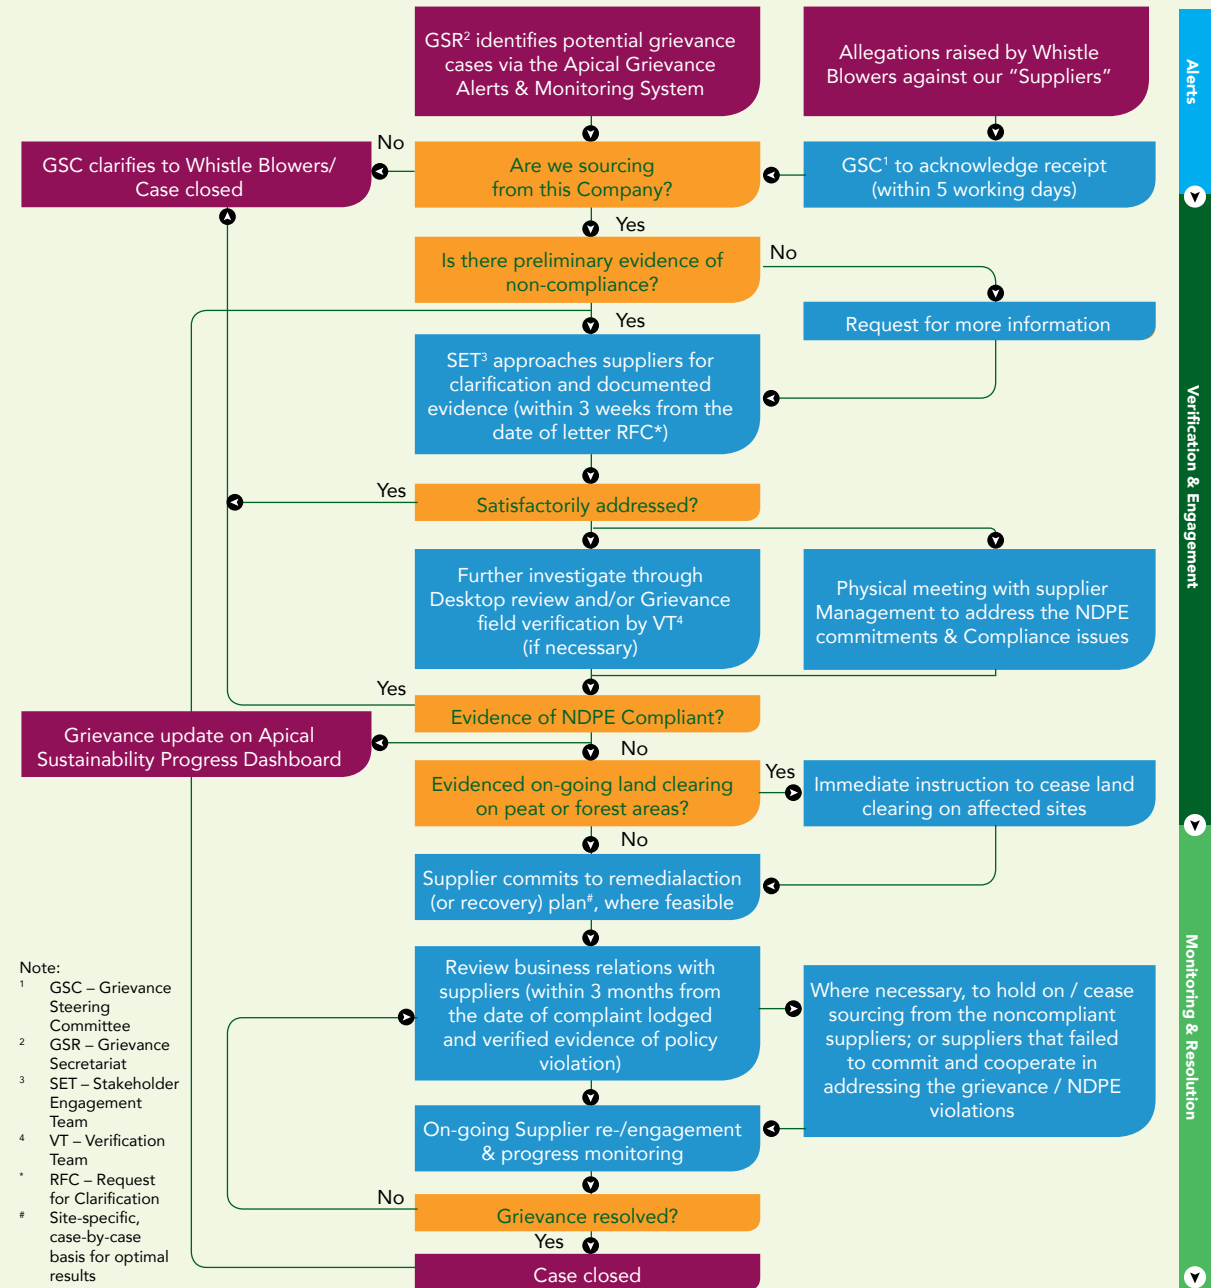 GSR² identifies potential grievance
cases via the Apical Grievance
Alerts & Monitoring System
Allegations raised by Whistle
Blowers against our “Suppliers”
Alerts
No
GSC clarifies to Whistle Blowers/
Case closed
Are we sourcing
from this Company?
GSC¹ to acknowledge receipt
(within 5 working days)
Yes
Is there preliminary evidence of
non-compliance?
No
Yes
Request for more information
SET³ approaches suppliers for
clarification and documented
evidence (within 3 weeks from the
date of letter RFC*)
Verification & Engagement
Yes
Satisfactorily addressed?
Further investigate through
Desktop review and/or Grievance
field verification by VT⁴
(if necessary)
Physical meeting with supplier
Management to address the NDPE
commitments & Compliance issues
Yes
Evidence of NDPE Compliant?
Grievance update on Apical
Sustainability Progress Dashboard
No
Evidenced on-going land clearing
on peat or forest areas?
Yes
Immediate instruction to cease land
clearing on affected sites
No
Supplier commits to remedialaction
(or recovery) plan#, where feasible
Review business relations with
suppliers (within 3 months from
the date of complaint lodged
and verified evidence of policy
violation)
Where necessary, to hold on / cease
sourcing from the noncompliant
suppliers; or suppliers that failed
to commit and cooperate in
addressing the grievance / NDPE
violations
Monitoring & Resolution
On-going Supplier re-/engagement
& progress monitoring
No
Grievance resolved?
Yes
Case closed
Note:
¹ GSC – Grievance
Steering
Committee
² GSR – Grievance
Secretariat
³ SET – Stakeholder
Engagement
Team
⁴ VT – Verification
Team
* RFC – Request
for Clarification
# Site-specific,
case-by-case
basis for optimal
results